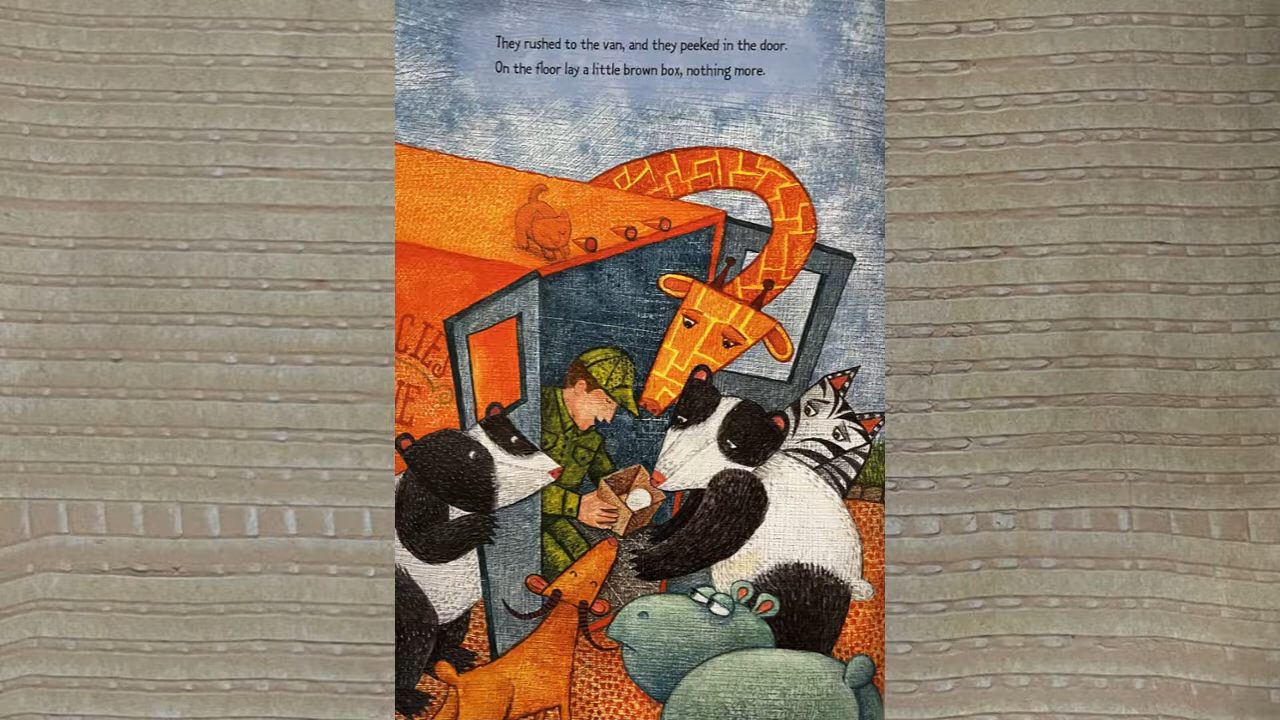 They rushed to the van, and they peeked in the door.
On the floor lay a little brown box, nothing more.